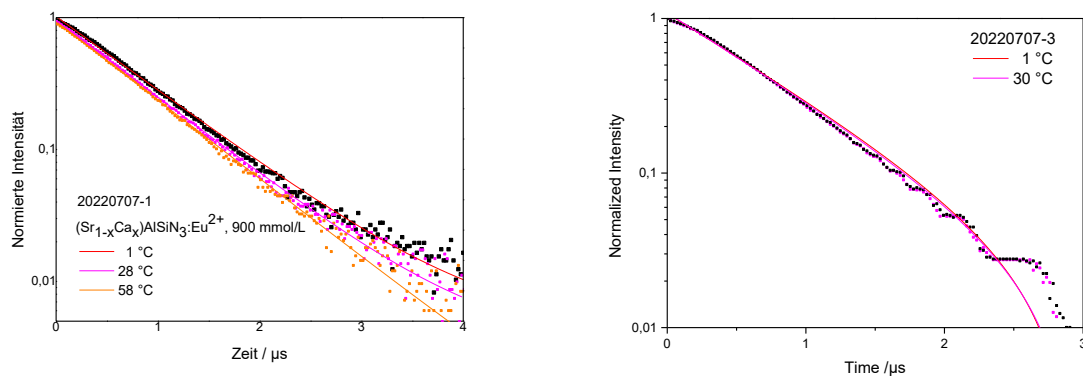 1
0,1
0,01
0
1
2
3
4
Normierte Intensität
Zeit / µs
20220707-1
(Sr1-xCax)AlSiN3:Eu2+, 900 mmol/L
1 °C
28 °C
58 °C
1
0,1
0,01
0
1
2
3
Normalized Intensity
Time /µs
20220707-3
1 °C
30 °C